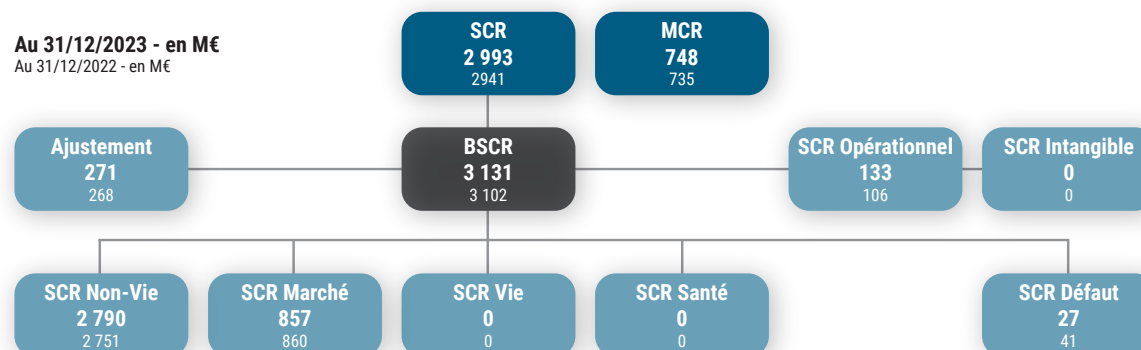 Au 31/12/2023 - en M€
Au 31/12/2022 - en M€
SCR
2 993
2941
MCR
748
735
Ajustement
271
268
BSCR
3 131
3 102
SCR Opérationnel
133
106
SCR Intangible
0
0
SCR Non-Vie
2 790
2 751
SCR Marché
857
860
SCR Vie
0
0
SCR Santé
0
0
SCR Défaut
27
41